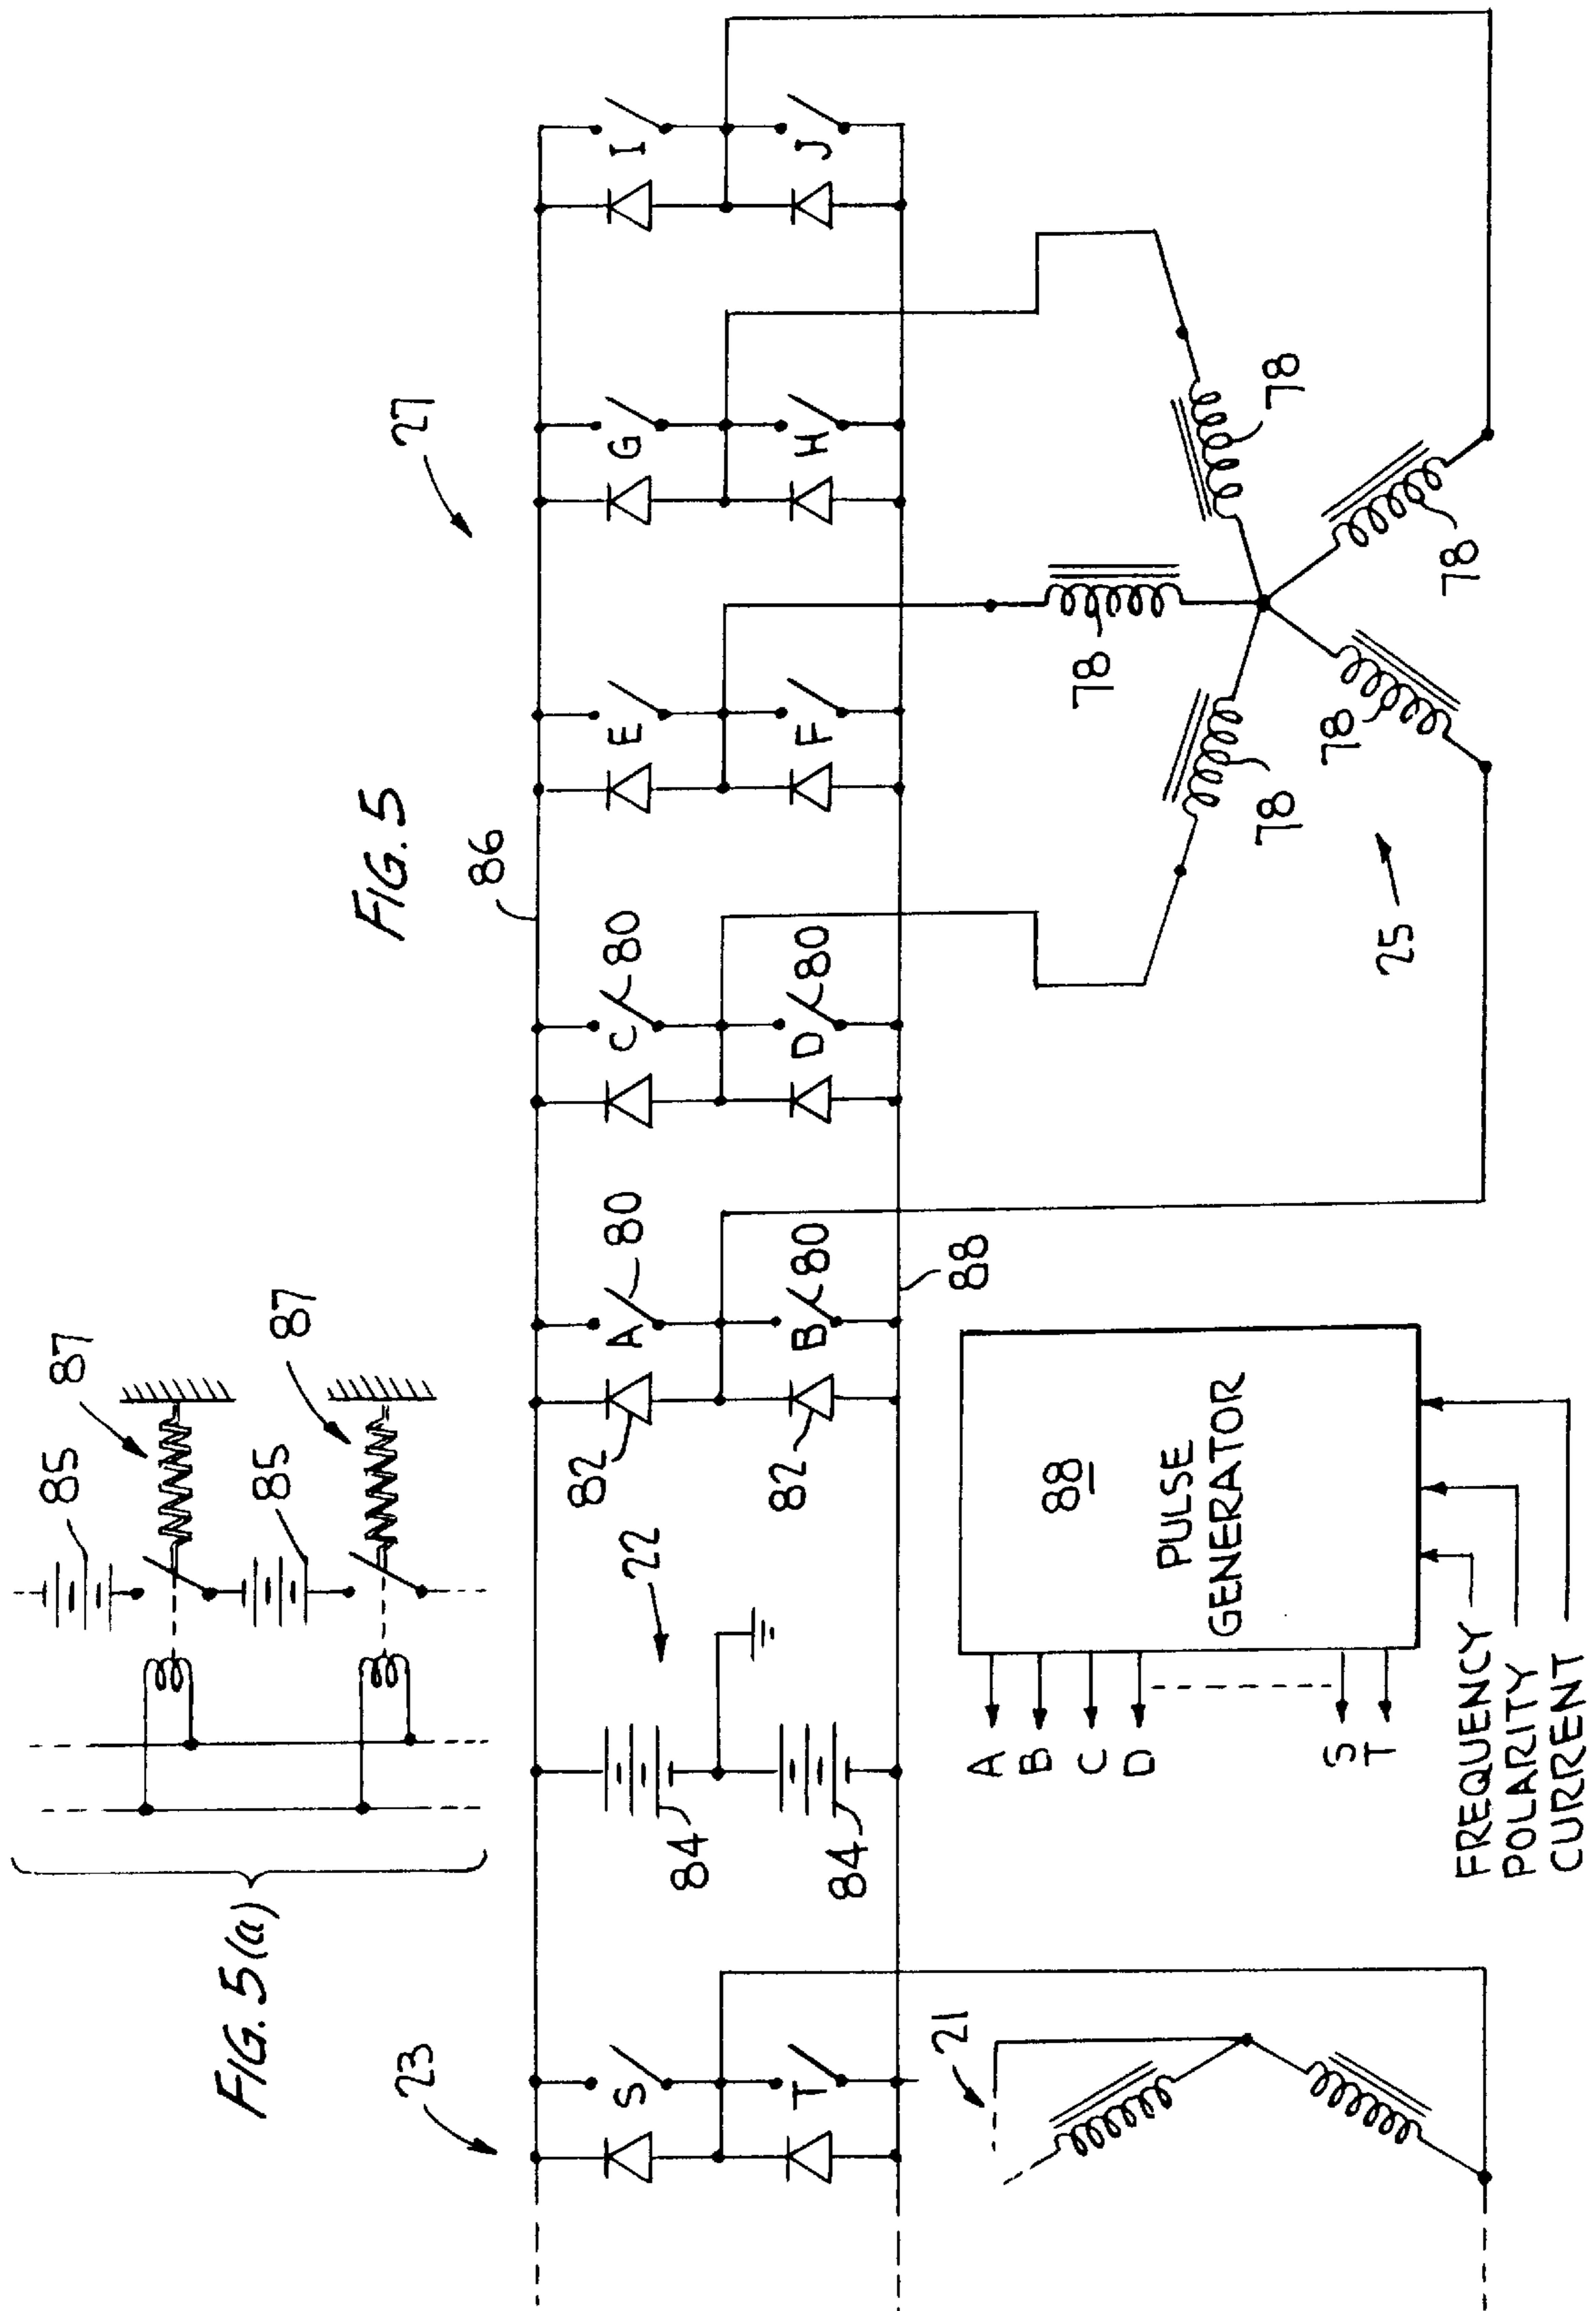 FIG. 5(a)
85
87
85
87
FIG. 5
23
22
86
27
84
84
82
82
A
80
B
80
C
80
D
80
E
F
G
H
I
J
S
T
88
21
25
78
78
78
78
78
88
PULSE
GENERATOR
A
B
C
D
S
T
FREQUENCY
POLARITY
CURRENT